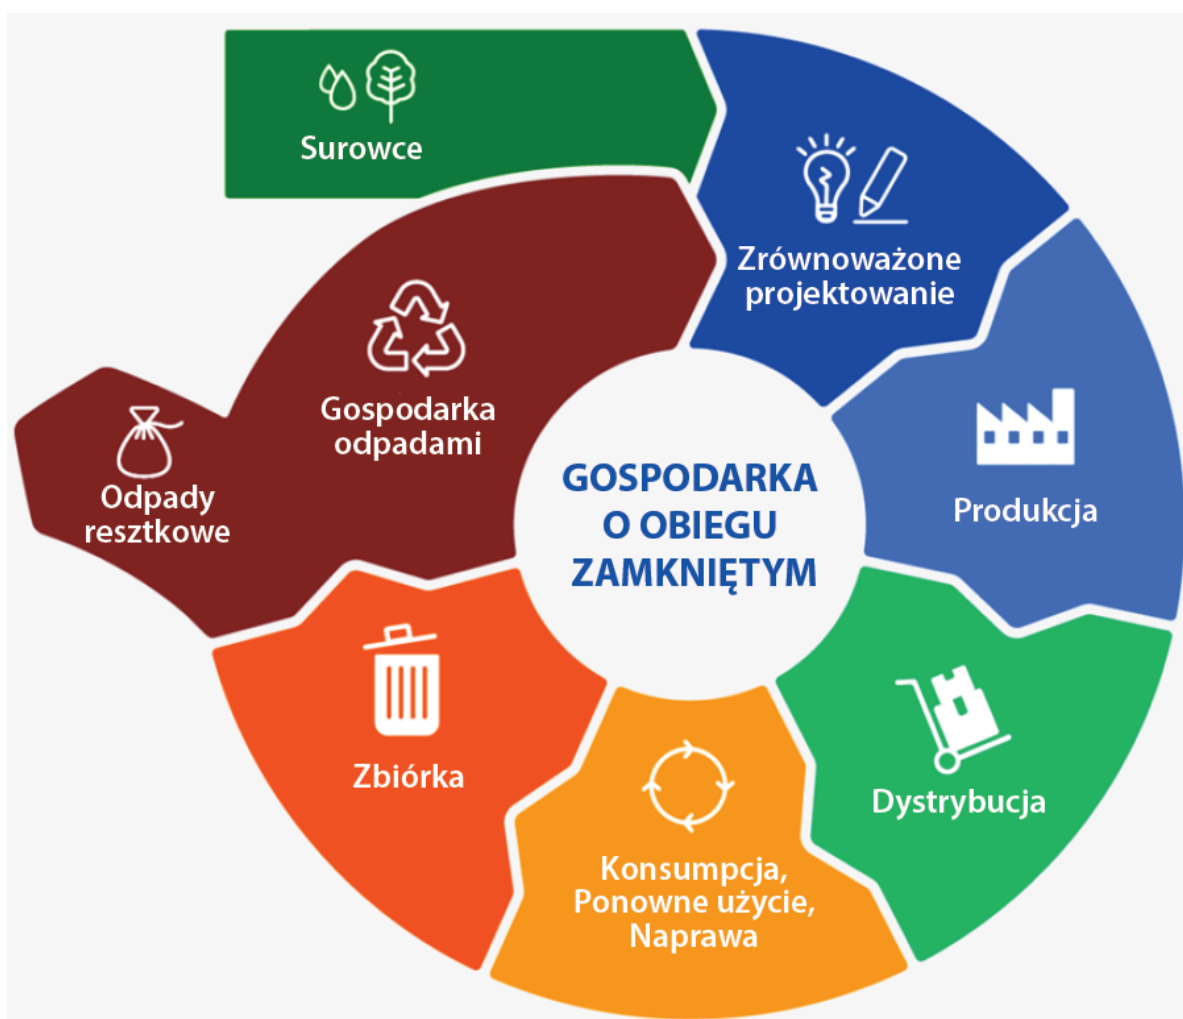 Surowce
Zrównoważone
projektowanie
Produkcja
Dystrybucja
Konsumpcja,
Ponowne użycie,
Naprawa
Zbiórka
Gospodarka
odpadami
Odpady
resztkowe
GOSPODARKA
O OBIEGU
ZAMKNIĘTYM